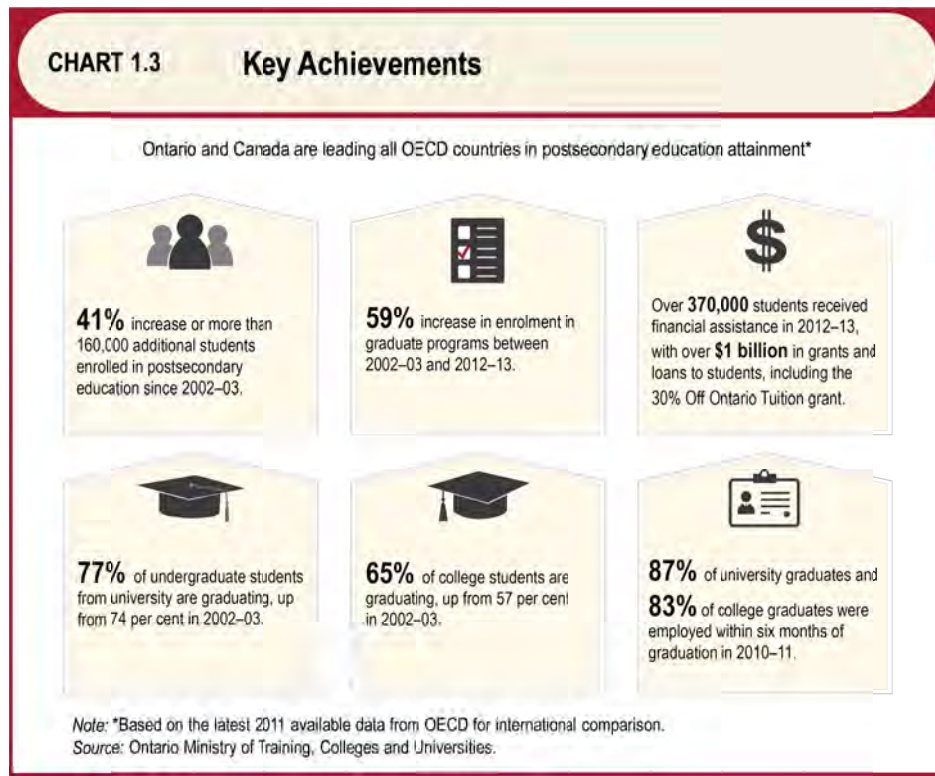 CHART 1.3 Key Achievements
Ontario and Canada are leading all OECD countries in postsecondary education attainment*
41% increase or more than
160,000 additional students
enrolled in postsecondary
education since 2002–03.
59% increase in enrolment in
graduate programs between
2002–03 and 2012–13.
$
Over 370,000 students received
financial assistance in 2012–13,
with over $1 billion in grants and
loans to students, including the
30% Off Ontario Tuition grant.
77% of undergraduate students
from university are graduating, up
from 74 per cent in 2002–03.
65% of college students are
graduating, up from 57 per cent
in 2002–03.
87% of university graduates and
83% of college graduates were
employed within six months of
graduation in 2010–11.
Note: *Based on the latest 2011 available data from OECD for international comparison.
Source: Ontario Ministry of Training, Colleges and Universities.